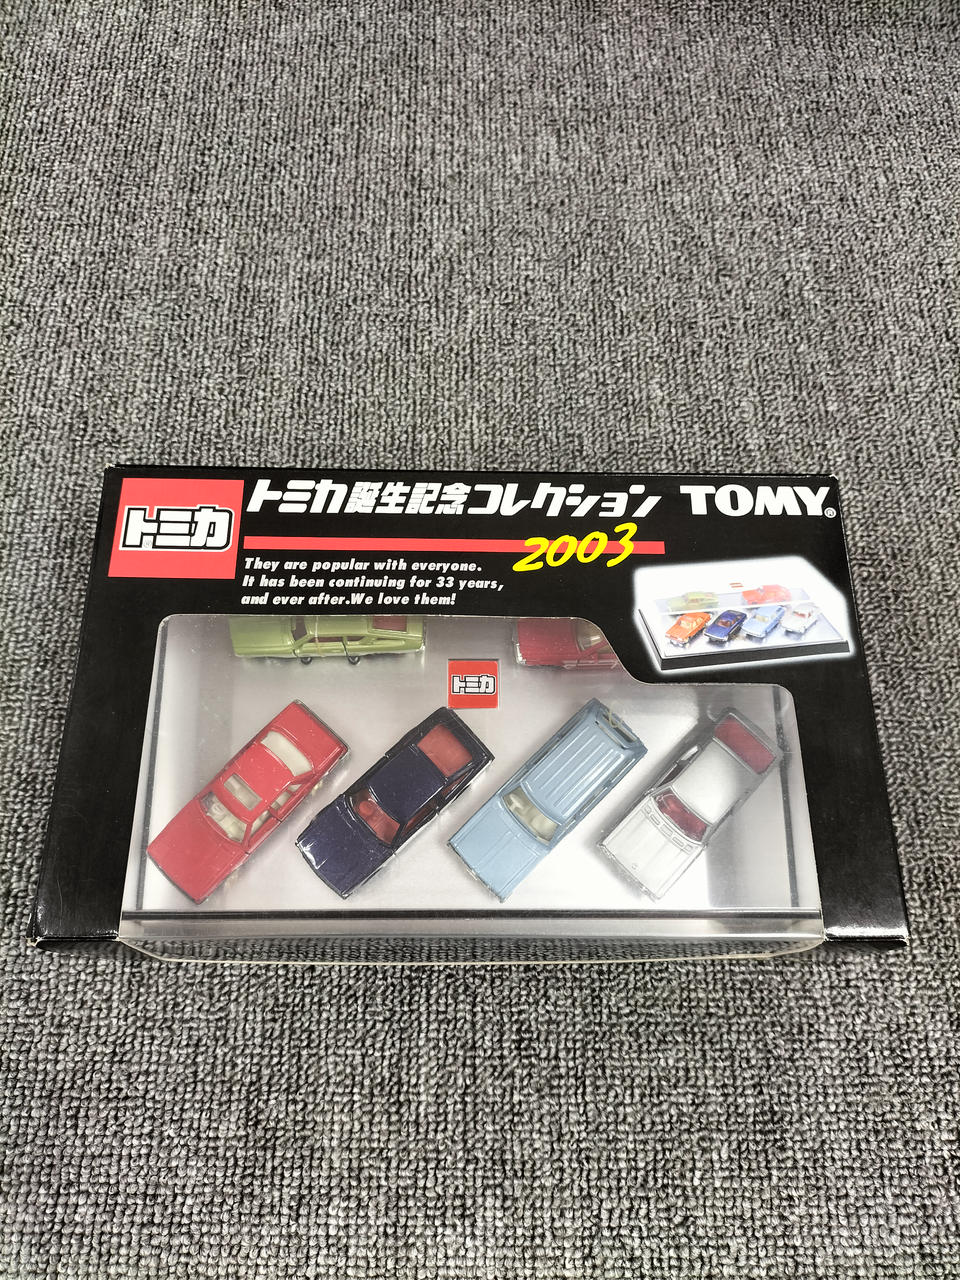 トミカ
トミカ誕生記念コレクション
TOMY®
2003
They are popular with everyone.
It has been continuing for 33 years,
and ever after.We love them!
トミカ